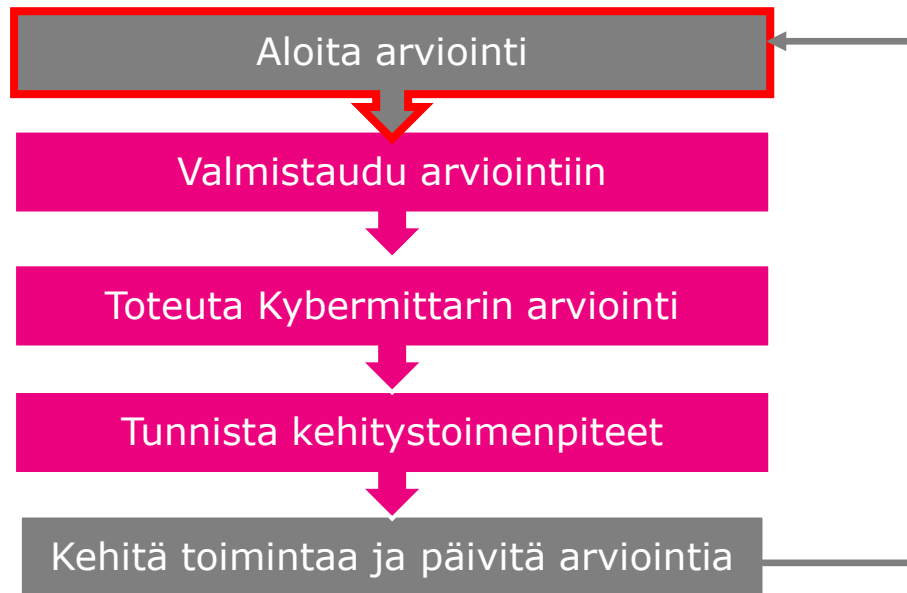 Aloita arviointi
Valmistaudu arviointiin
Toteuta Kybermittarin arviointi
Tunnista kehitystoimenpiteet
Kehitä toimintaa ja päivitä arviointia